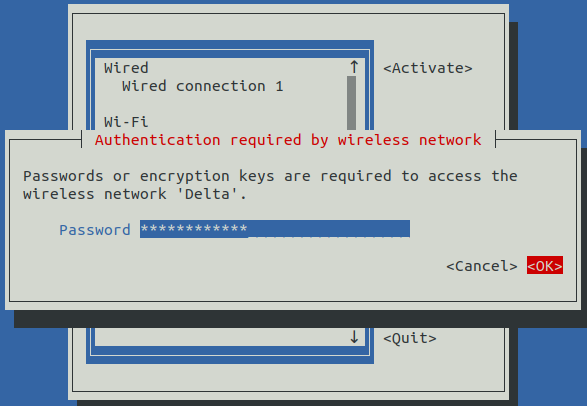 Wired ↑ <Activate>
Wired connection 1
Wi-Fi
Authentication required by wireless network
Passwords or encryption keys are required to access the
wireless network 'Delta'.
Password ************
<Cancel> <OK>
↓ <Quit>